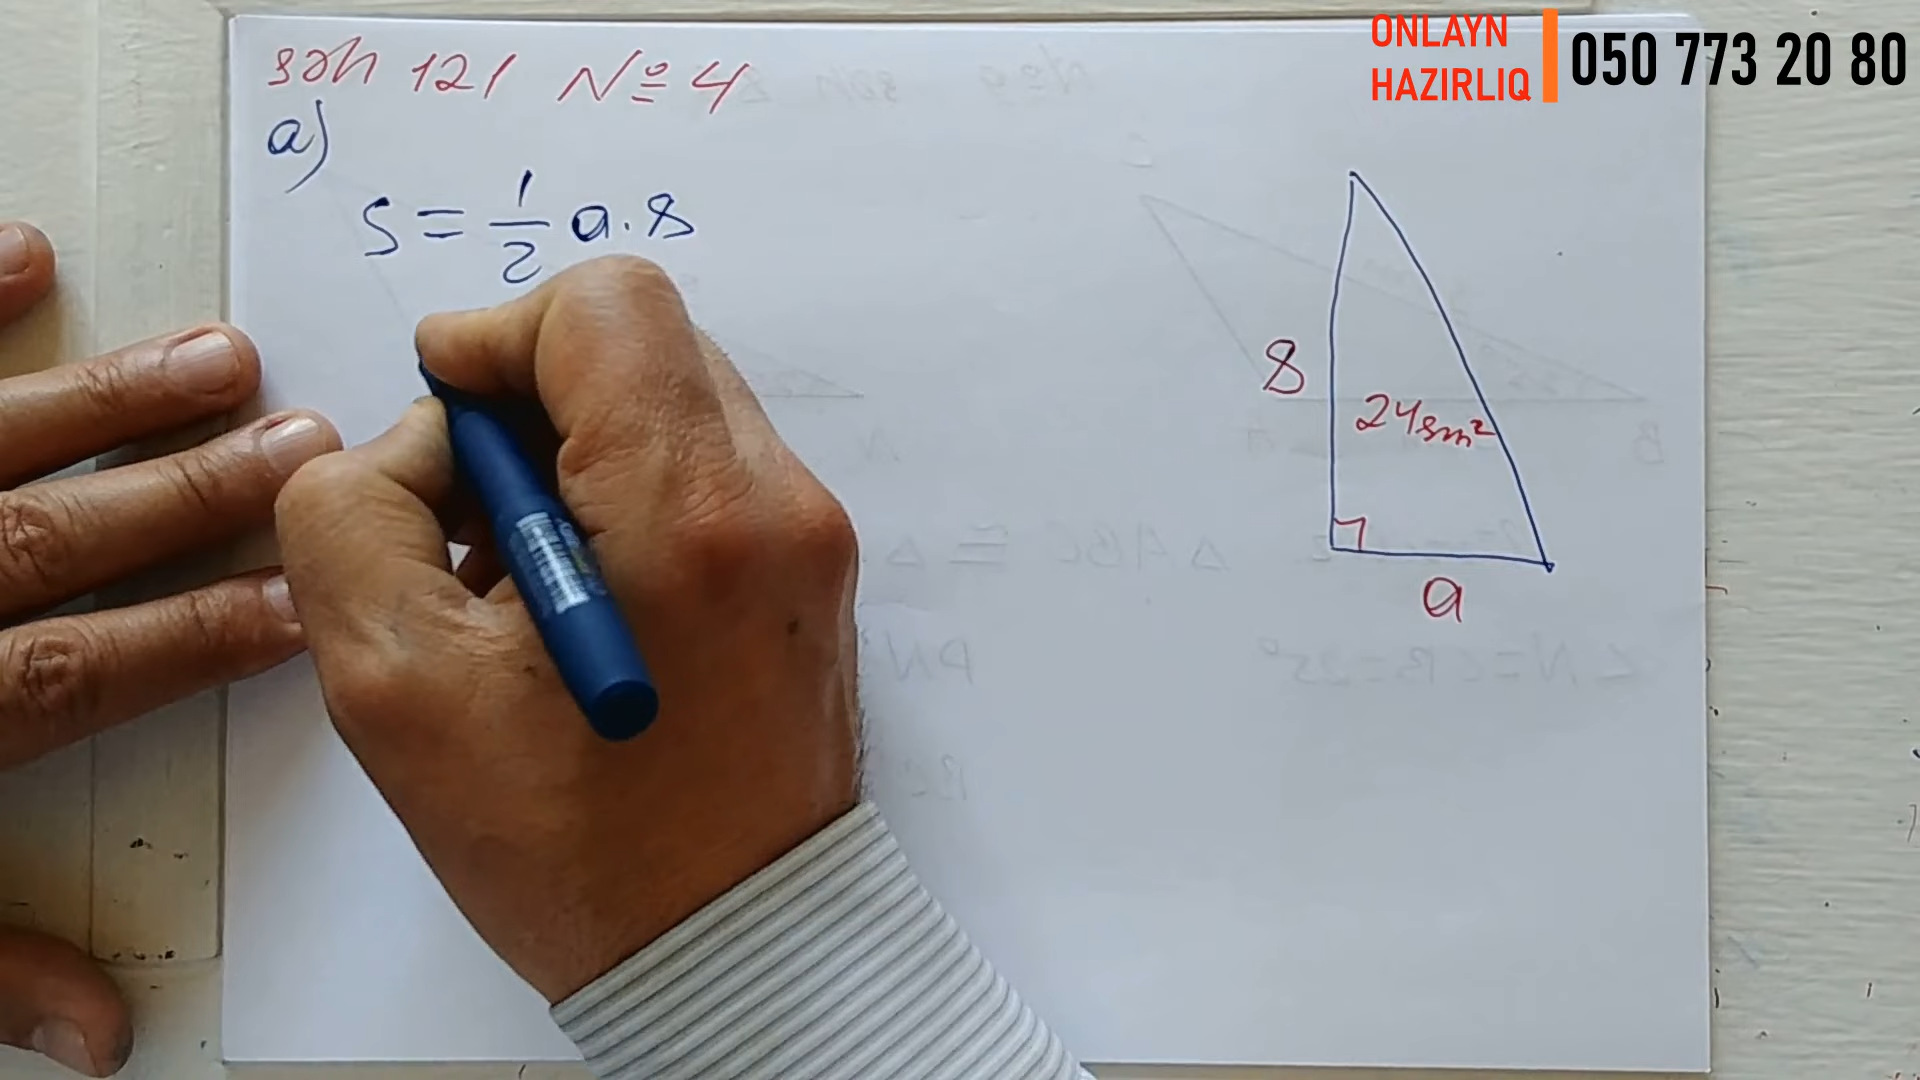 ONLAYN
HAZIRLIQ
050 773 20 80
səh 121 № 4
a)
S = 1/2 a . 8
8
24 sm²
a